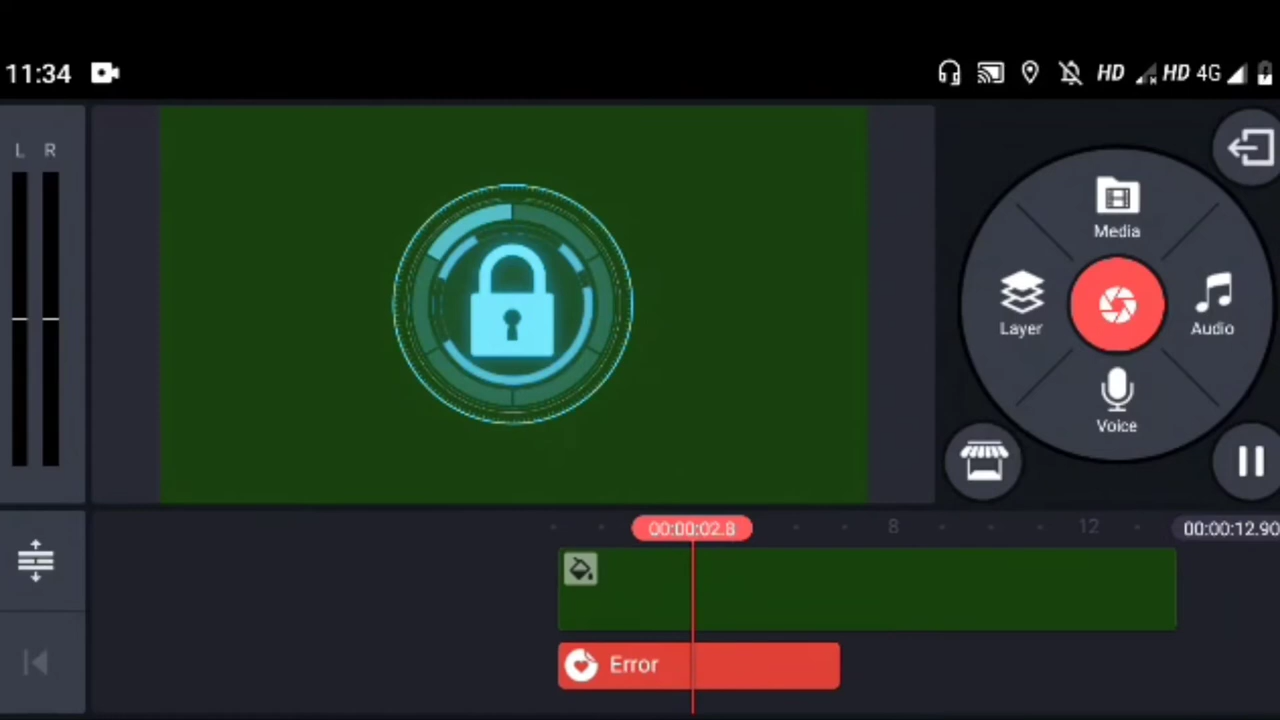 11:34 HD HD 4G
L R
Media
Layer
Audio
Voice
00:00:02.8 8 12 00:00:12.90
Error